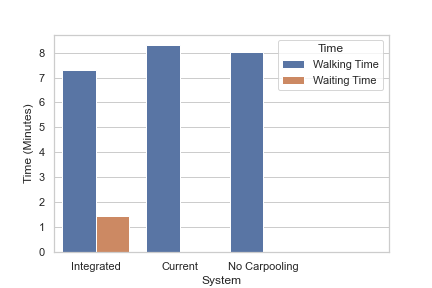 Time
Walking Time
Waiting Time
8
7
6
5
4
3
2
1
0
Time (Minutes)
Integrated Current No Carpooling
System